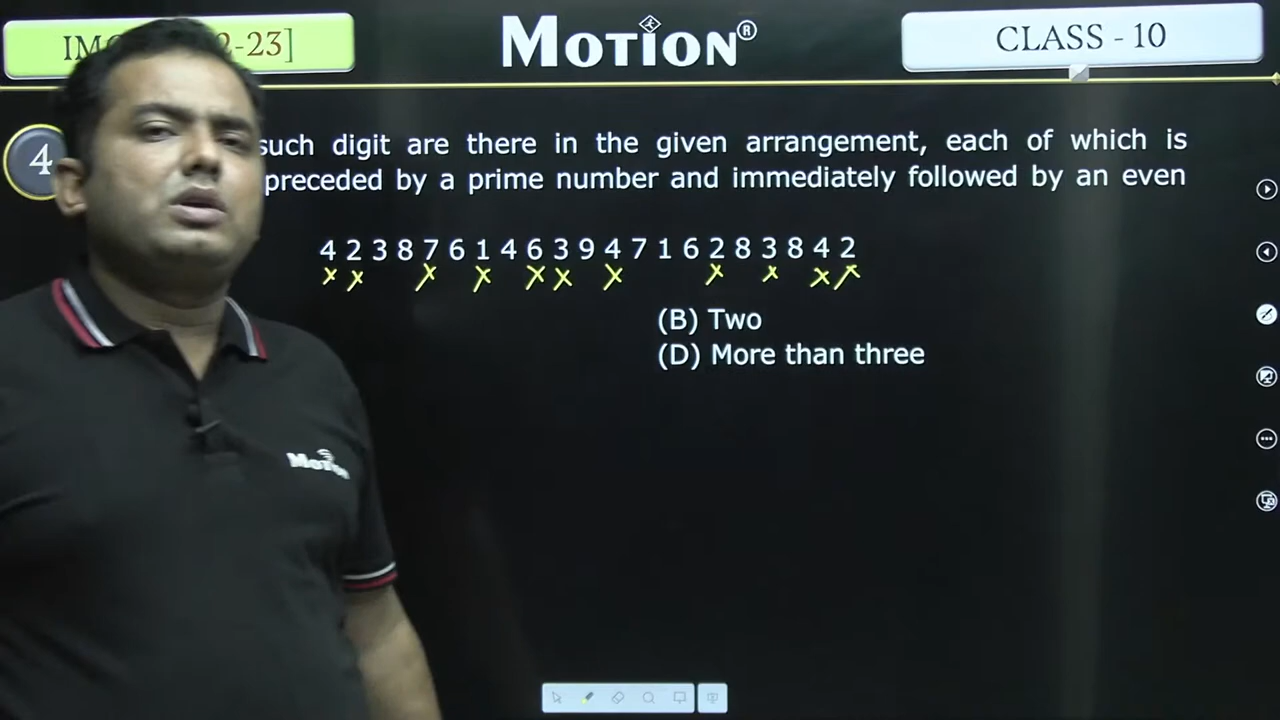 2-23]
MOTION®
CLASS - 10
4
such digit are there in the given arrangement, each of which is
preceded by a prime number and immediately followed by an even
4 2 3 8 7 6 1 4 6 3 9 4 7 1 6 2 8 3 8 4 2
(B) Two
(D) More than three